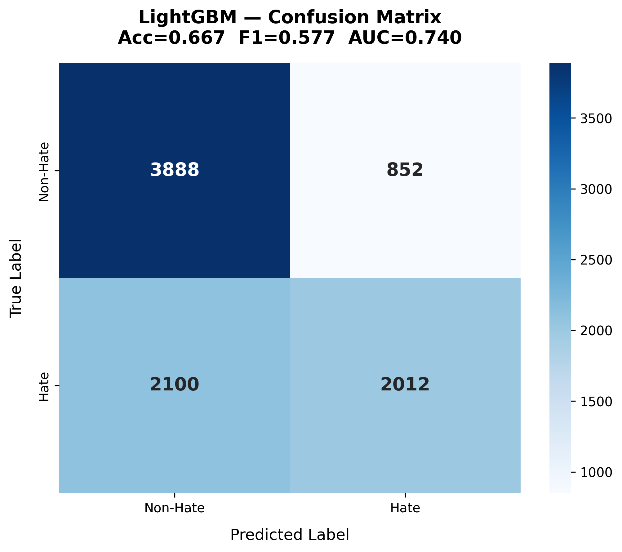 LightGBM — Confusion Matrix
Acc=0.667 F1=0.577 AUC=0.740
True Label
Non-Hate
Hate
3888
852
2100
2012
Non-Hate
Hate
Predicted Label
3500
3000
2500
2000
1500
1000